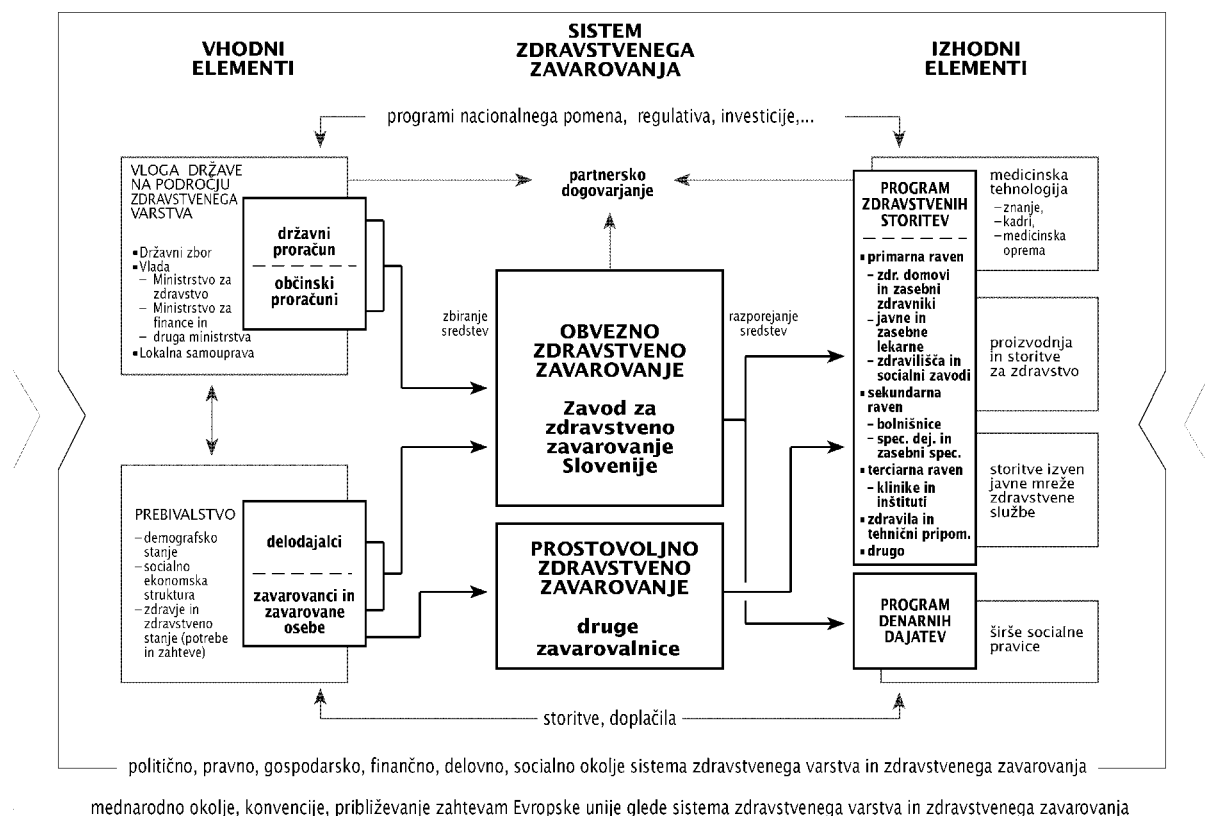 VHODNI
ELEMENTI
SISTEM
ZDRAVSTVENEGA
ZAVAROVANJA
IZHODNI
ELEMENTI
programi nacionalnega pomena, regulativa, investicije,...
VLOGA DRŽAVE
NA PODROČJU
ZDRAVSTVENEGA
VARSTVA
▪Državni zbor
▪Vlada
– Ministrstvo za
zdravstvo
– Ministrstvo za
finance in
– druga ministrstva
▪Lokalna samouprava
državni
proračun
občinski
proračuni
partnersko
dogovarjanje
zbiranje
sredstev
OBVEZNO
ZDRAVSTVENO
ZAVAROVANJE
Zavod za
zdravstveno
zavarovanje
Slovenije
razporejanje
sredstev
PROGRAM
ZDRAVSTVENIH
STORITEV
▪ primarna raven
– zdr. domovi
in zasebni
zdravniki
– javne in
zasebne
lekarne
– zdravilišča in
socialni zavodi
▪ sekundarna
raven
– bolnišnice
– spec. dej. in
zasebni spec.
▪ terciarna raven
– klinike in
inštituti
▪ zdravila in
tehnični pripom.
▪ drugo
medicinska
tehnologija
– znanje,
– kadri,
– medicinska
oprema
proizvodnja
in storitve
za zdravstvo
storitve izven
javne mreže
zdravstvene
službe
PREBIVALSTVO
– demografsko
stanje
– socialno
ekonomska
struktura
– zdravje in
zdravstveno
stanje (potrebe
in zahteve)
delodajalci
zavarovanci in
zavarovane
osebe
PROSTOVOLJNO
ZDRAVSTVENO
ZAVAROVANJE
druge
zavarovalnice
PROGRAM
DENARNIH
DAJATEV
širše socialne
pravice
storitve, doplačila
politično, pravno, gospodarsko, finančno, delovno, socialno okolje sistema zdravstvenega varstva in zdravstvenega zavarovanja
mednarodno okolje, konvencije, približevanje zahtevam Evropske unije glede sistema zdravstvenega varstva in zdravstvenega zavarovanja